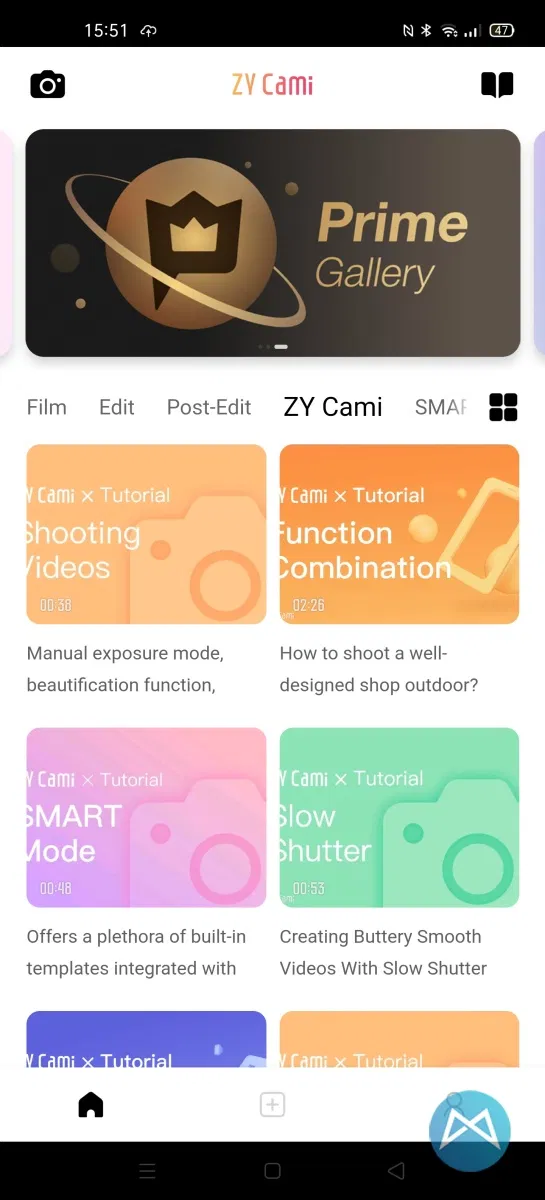 15:51
47
ZY Cami
Prime
Gallery
Film Edit Post-Edit ZY Cami SMAR
Y Cami × Tutorial
Shooting
Videos
00:38
Y Cami × Tutorial
Function
Combination
02:26
Manual exposure mode,
beautification function,
How to shoot a well-
designed shop outdoor?
Y Cami × Tutorial
SMART
Mode
00:48
Y Cami × Tutorial
Slow
Shutter
00:53
Offers a plethora of built-in
templates integrated with
Creating Buttery Smooth
Videos With Slow Shutter
Y Cami × Tutorial
Y Cami × Tutorial